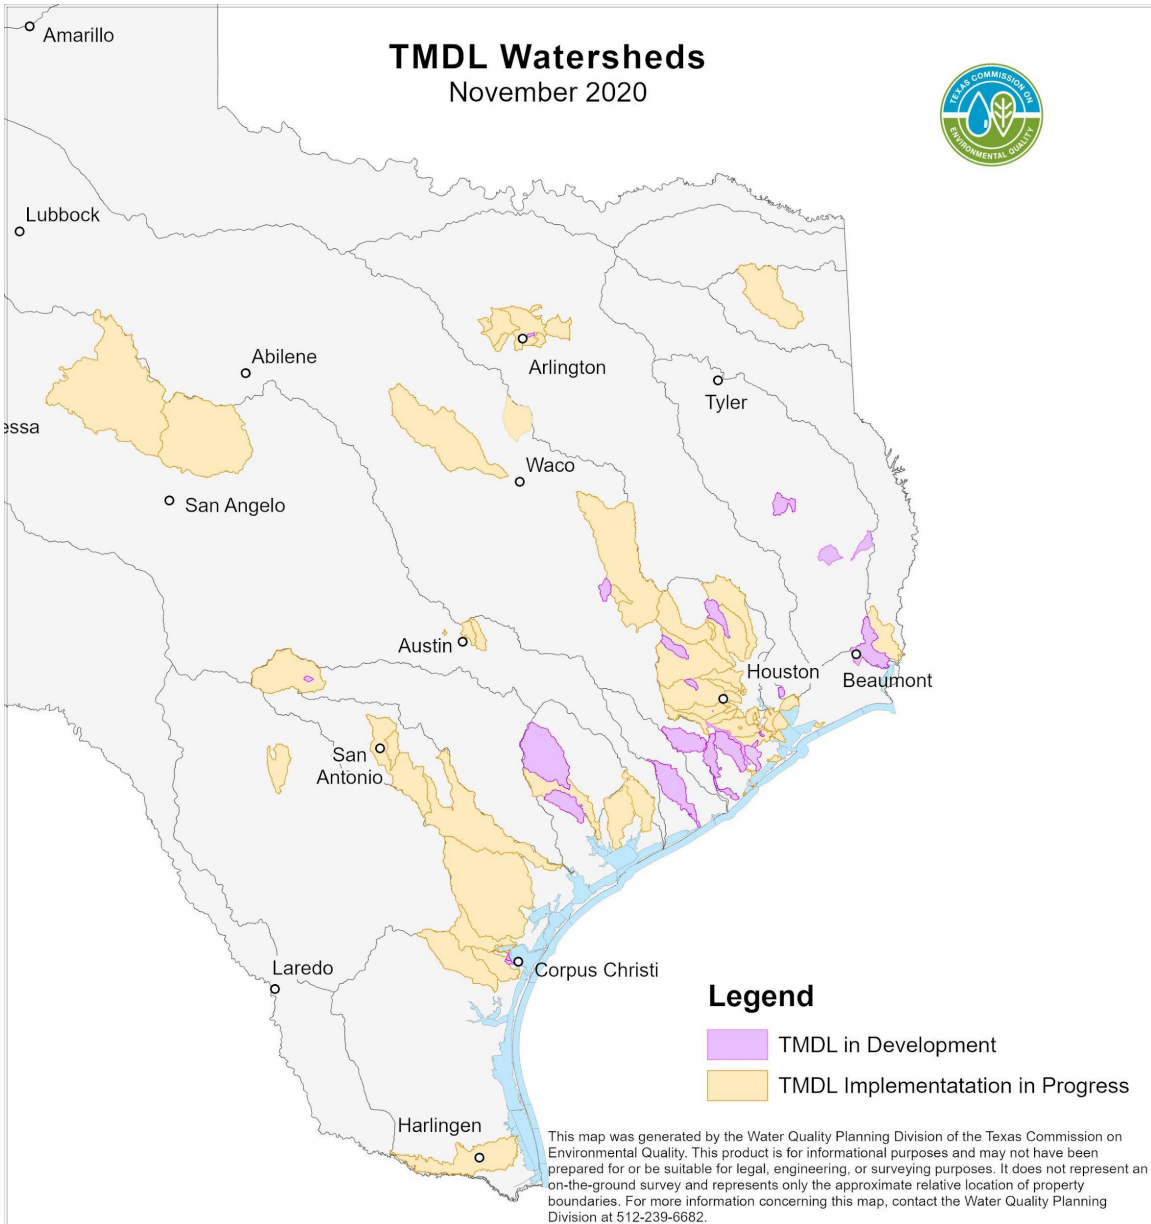 TMDL Watersheds
November 2020
TEXAS COMMISSION ON
ENVIRONMENTAL QUALITY
Amarillo
Lubbock
Abilene
Arlington
Tyler
essa
Waco
San Angelo
Austin
Houston
Beaumont
San
Antonio
Laredo
Corpus Christi
Harlingen
Legend
TMDL in Development
TMDL Implementatation in Progress
This map was generated by the Water Quality Planning Division of the Texas Commission on
Environmental Quality. This product is for informational purposes and may not have been
prepared for or be suitable for legal, engineering, or surveying purposes. It does not represent an
on-the-ground survey and represents only the approximate relative location of property
boundaries. For more information concerning this map, contact the Water Quality Planning
Division at 512-239-6682.